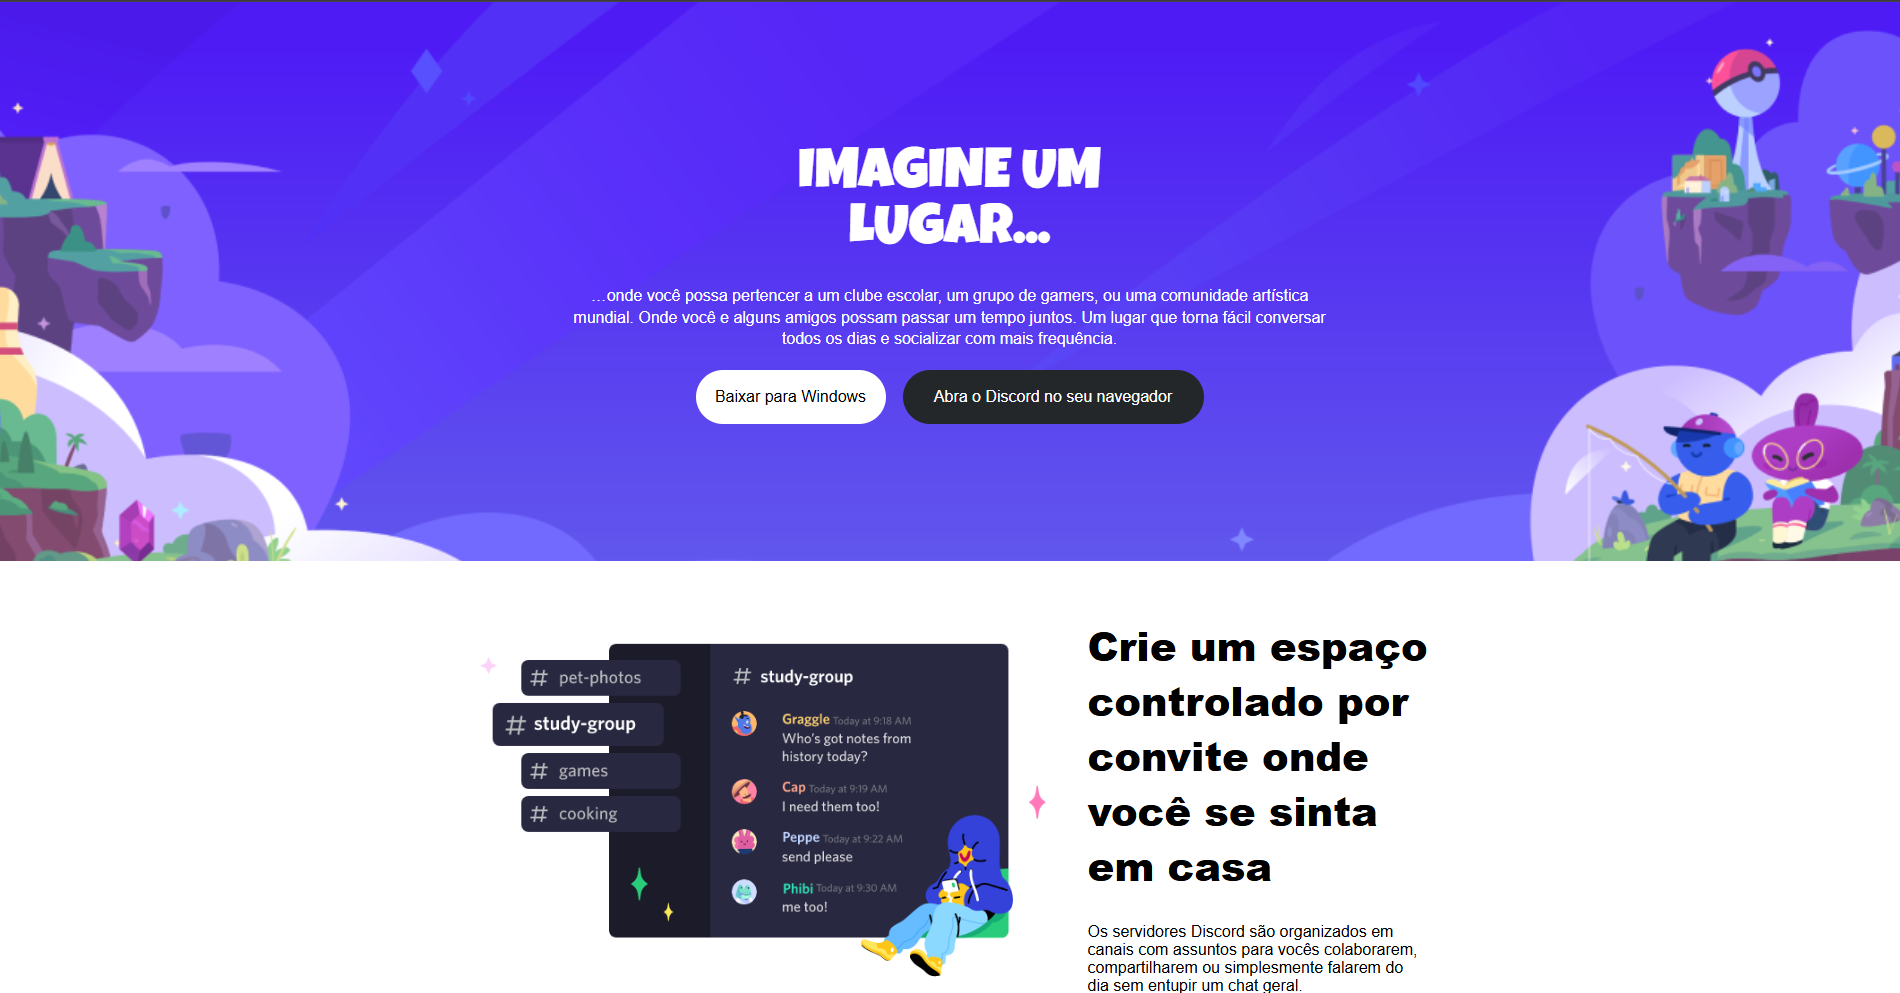 IMAGINE UM
LUGAR...
...onde você possa pertencer a um clube escolar, um grupo de gamers, ou uma comunidade artística
mundial. Onde você e alguns amigos possam passar um tempo juntos. Um lugar que torna fácil conversar
todos os dias e socializar com mais frequência.
Baixar para Windows
Abra o Discord no seu navegador
# pet-photos
# study-group
# games
# cooking
# study-group
Graggle Today at 9:18 AM
Who's got notes from
history today?
Cap Today at 9:19 AM
I need them too!
Peppe Today at 9:22 AM
send please
Phibi Today at 9:30 AM
me too!
Crie um espaço
controlado por
convite onde
você se sinta
em casa
Os servidores Discord são organizados em
canais com assuntos para vocês colaborarem,
compartilharem ou simplesmente falarem do
dia sem entupir um chat geral.